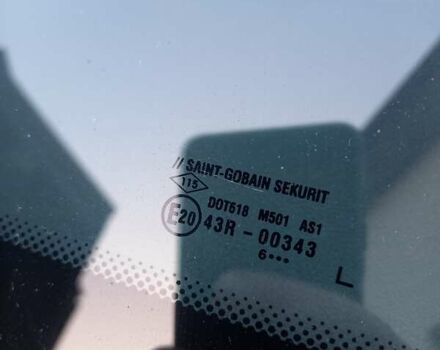 // SAINT-GOBAIN SEKURIT
115
DOT618 M501 AS1
E20 43R-00343
6•••